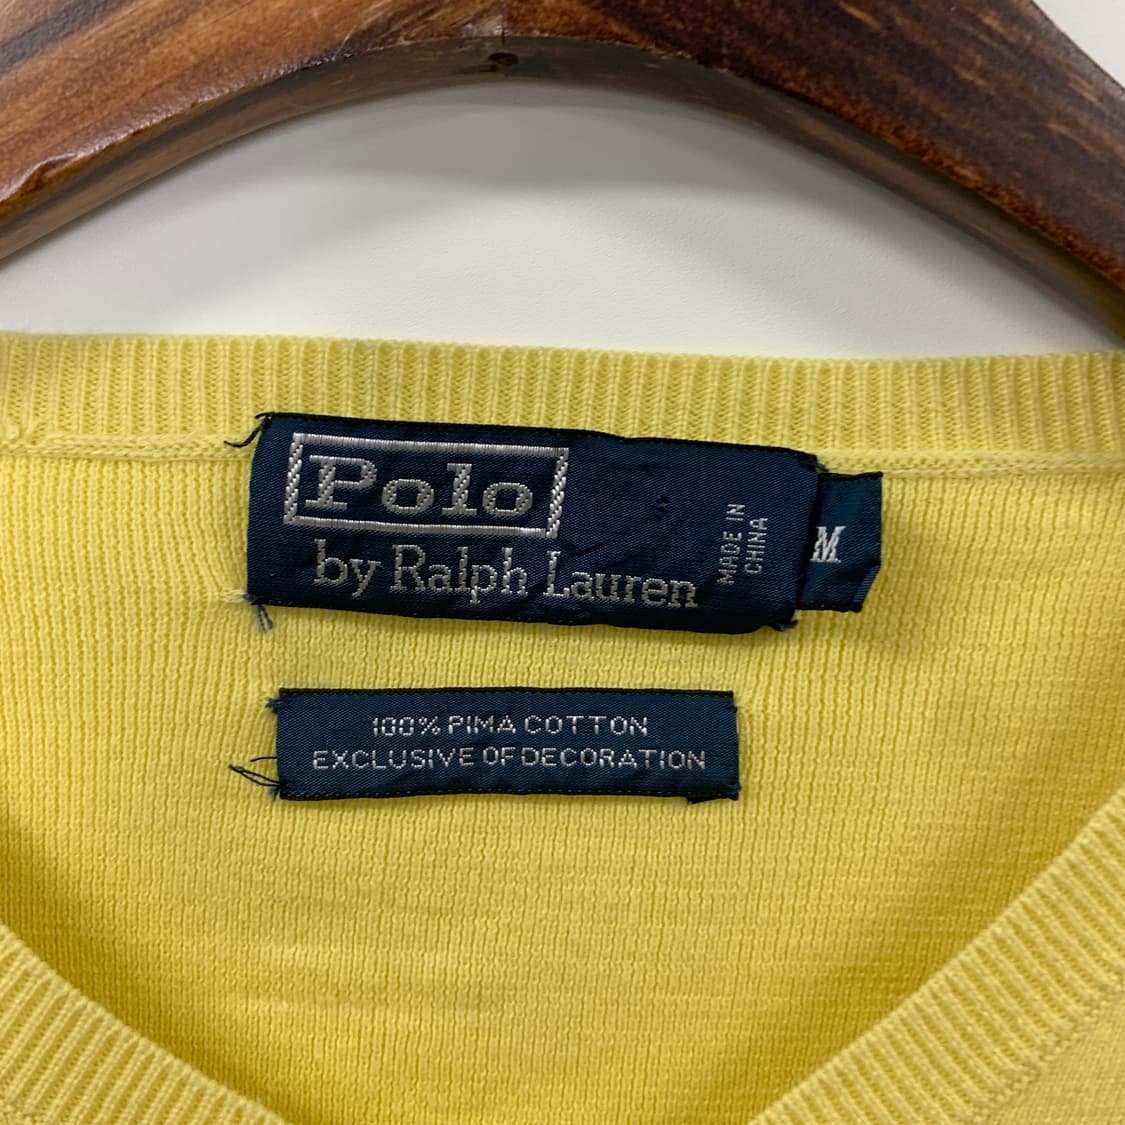 Polo
by Ralph Lauren
MADE IN
CHINA
M
100% PIMA COTTON
EXCLUSIVE OF DECORATION